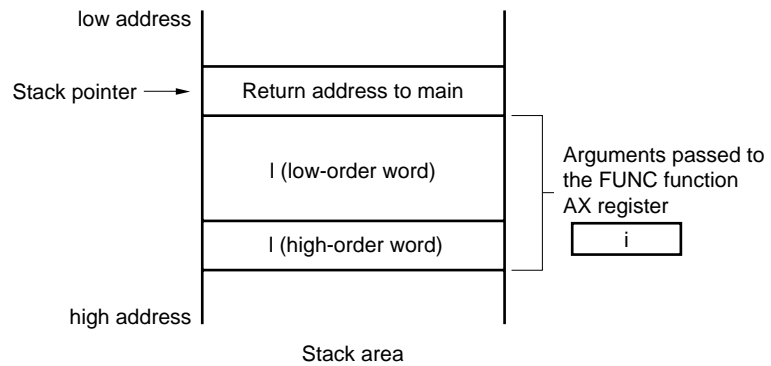 low address
Stack pointer
Return address to main
l (low-order word)
Arguments passed to
the FUNC function
AX register
i
l (high-order word)
high address
Stack area